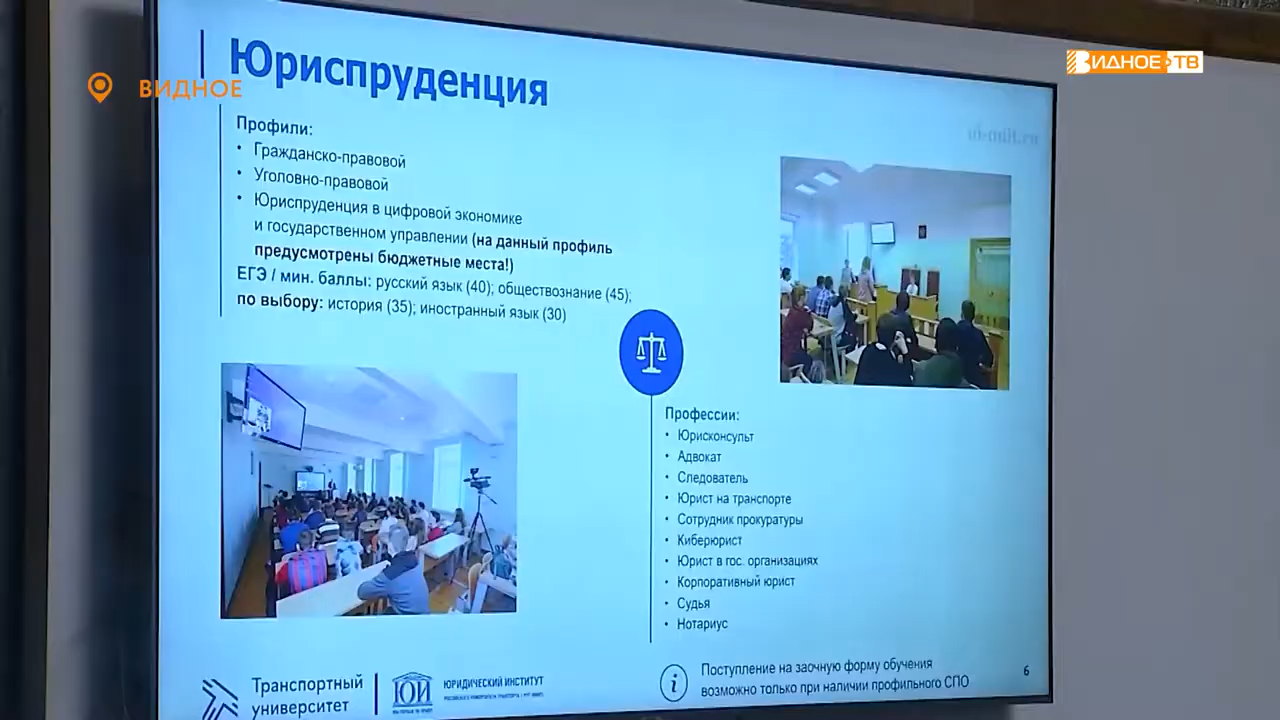 Юриспруденция
ВИДНОЕ
ВИДНОЕ ТВ
Профили:
• Гражданско-правовой
• Уголовно-правовой
• Юриспруденция в цифровой экономике
и государственном управлении (на данный профиль
предусмотрены бюджетные места!)
ЕГЭ / мин. баллы: русский язык (40); обществознание (45);
по выбору: история (35); иностранный язык (30)
Профессии:
• Юрисконсульт
• Адвокат
• Следователь
• Юрист на транспорте
• Сотрудник прокуратуры
• Киберюрист
• Юрист в гос. организациях
• Корпоративный юрист
• Судья
• Нотариус
Транспортный
университет
ЮИ
ЮРИДИЧЕСКИЙ ИНСТИТУТ
i
Поступление на заочную форму обучения
возможно только при наличии профильного СПО
6